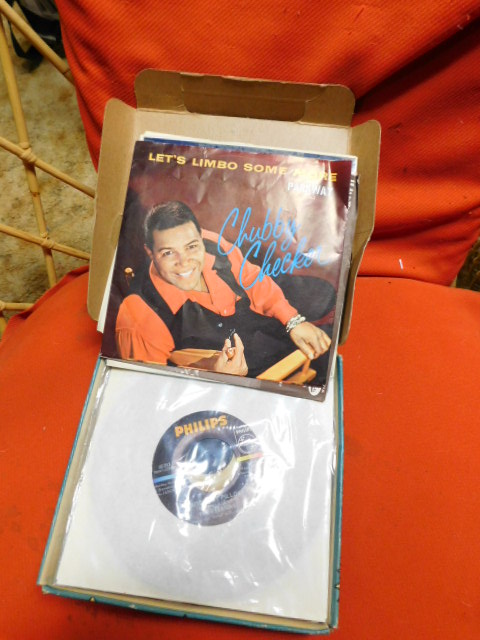 LET'S LIMBO SOME MORE
PARKWAY
Chubby
Checker
PHILIPS